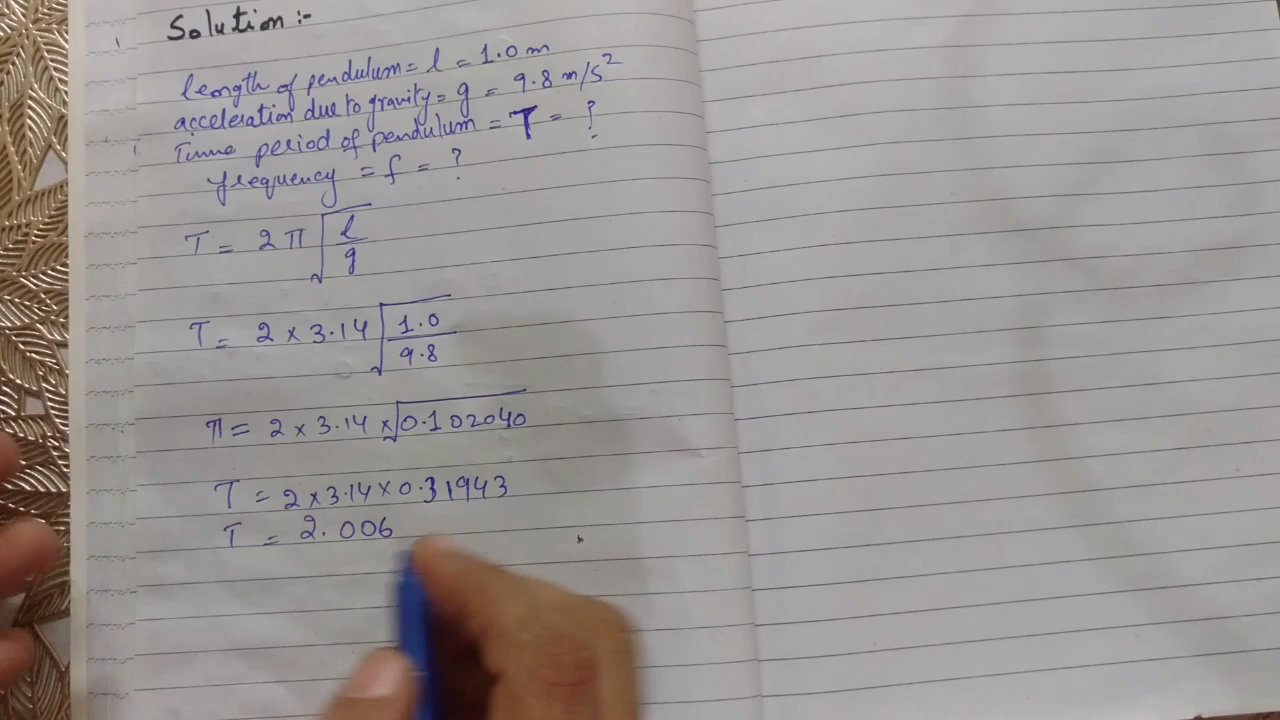 Solution :-
length of pendulum = l = 1.0 m
acceleration due to gravity = g = 9.8 m/s²
Time period of pendulum = T = ?
frequency = f = ?
T = 2π √(l/g)
T = 2 × 3.14 √(1.0/9.8)
π = 2 × 3.14 × √0.102040
T = 2 × 3.14 × 0.31943
T = 2.006